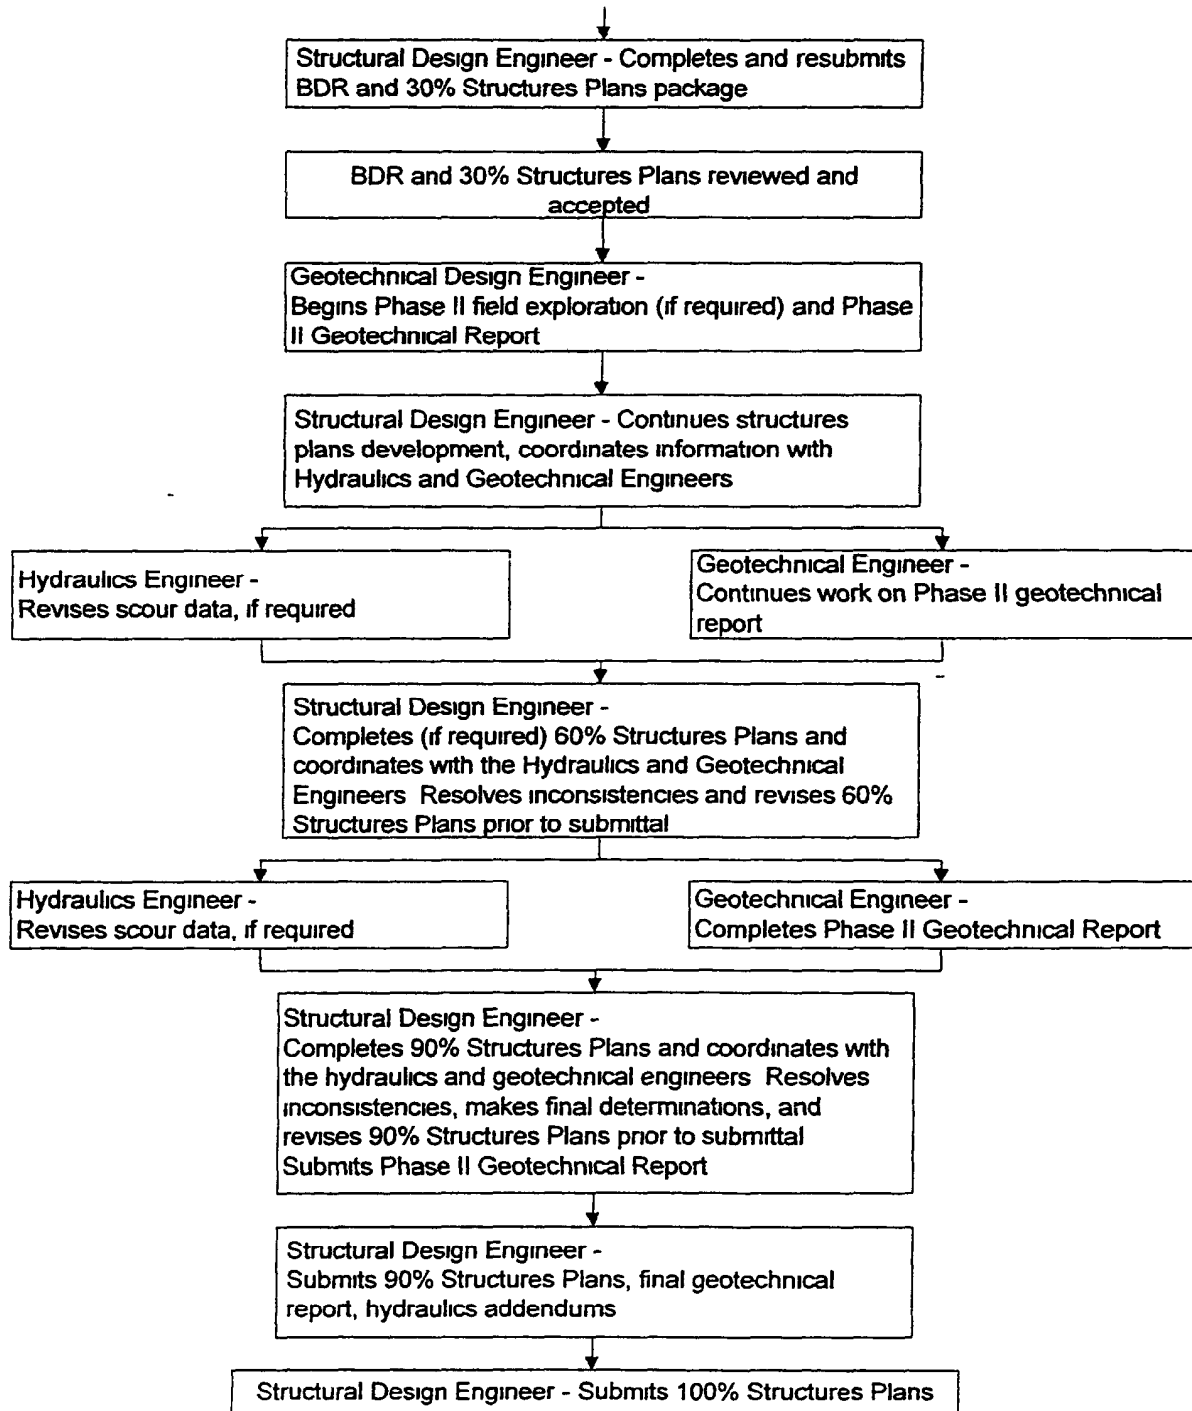 Structural Design Engineer - Completes and resubmits
BDR and 30% Structures Plans package
BDR and 30% Structures Plans reviewed and
accepted
Geotechnical Design Engineer -
Begins Phase II field exploration (if required) and Phase
II Geotechnical Report
Structural Design Engineer - Continues structures
plans development, coordinates information with
Hydraulics and Geotechnical Engineers
Hydraulics Engineer -
Revises scour data, if required
Geotechnical Engineer -
Continues work on Phase II geotechnical
report
Structural Design Engineer -
Completes (if required) 60% Structures Plans and
coordinates with the Hydraulics and Geotechnical
Engineers Resolves inconsistencies and revises 60%
Structures Plans prior to submittal
Hydraulics Engineer -
Revises scour data, if required
Geotechnical Engineer -
Completes Phase II Geotechnical Report
Structural Design Engineer -
Completes 90% Structures Plans and coordinates with
the hydraulics and geotechnical engineers Resolves
inconsistencies, makes final determinations, and
revises 90% Structures Plans prior to submittal
Submits Phase II Geotechnical Report
Structural Design Engineer -
Submits 90% Structures Plans, final geotechnical
report, hydraulics addendums
Structural Design Engineer - Submits 100% Structures Plans